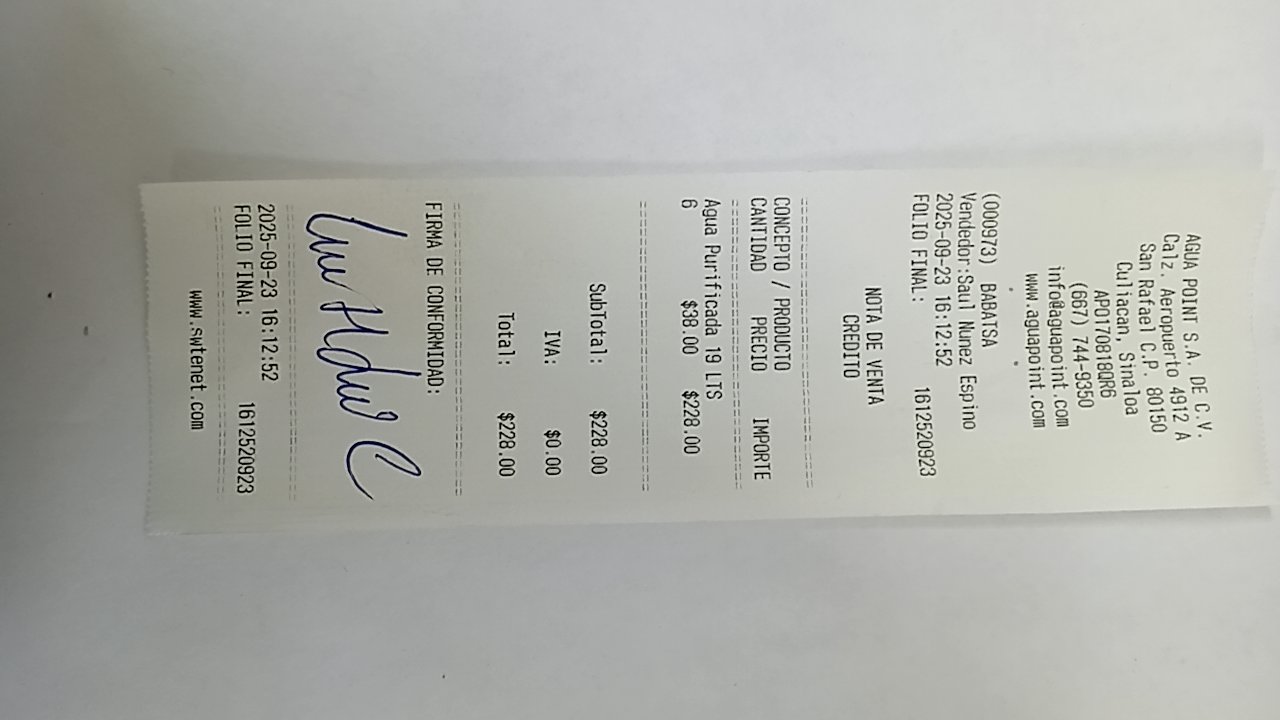 AGUA POINT S.A. DE C.V.
Calz. Aeropuerto 4912 A
San Rafael C.P. 80150
Culiacan, Sinaloa
APO170818QR6
(667) 744-9350
info@aguapoint.com
www.aguapoint.com
(000973) BABATSA
Vendedor:Saul Nunez Espino
2025-09-23 16:12:52
FOLIO FINAL: 1612520923
NOTA DE VENTA
CREDITO
CONCEPTO / PRODUCTO
CANTIDAD PRECIO IMPORTE
Agua Purificada 19 LTS
6 $38.00 $228.00
SubTotal: $228.00
IVA: $0.00
Total: $228.00
FIRMA DE CONFORMIDAD:
2025-09-23 16:12:52
FOLIO FINAL: 1612520923
www.swtenet.com